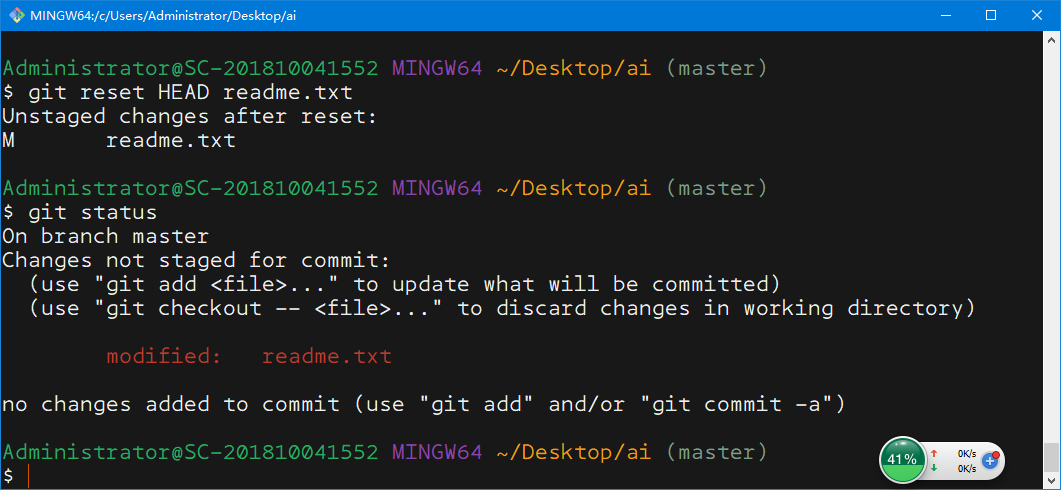 MINGW64:/c/Users/Administrator/Desktop/ai
Administrator@SC-201810041552 MINGW64 ~/Desktop/ai (master)
$ git reset HEAD readme.txt
Unstaged changes after reset:
M       readme.txt
Administrator@SC-201810041552 MINGW64 ~/Desktop/ai (master)
$ git status
On branch master
Changes not staged for commit:
  (use "git add <file>..." to update what will be committed)
  (use "git checkout -- <file>..." to discard changes in working directory)
        modified:   readme.txt
no changes added to commit (use "git add" and/or "git commit -a")
Administrator@SC-201810041552 MINGW64 ~/Desktop/ai (master)
$
41%
0K/s
0K/s